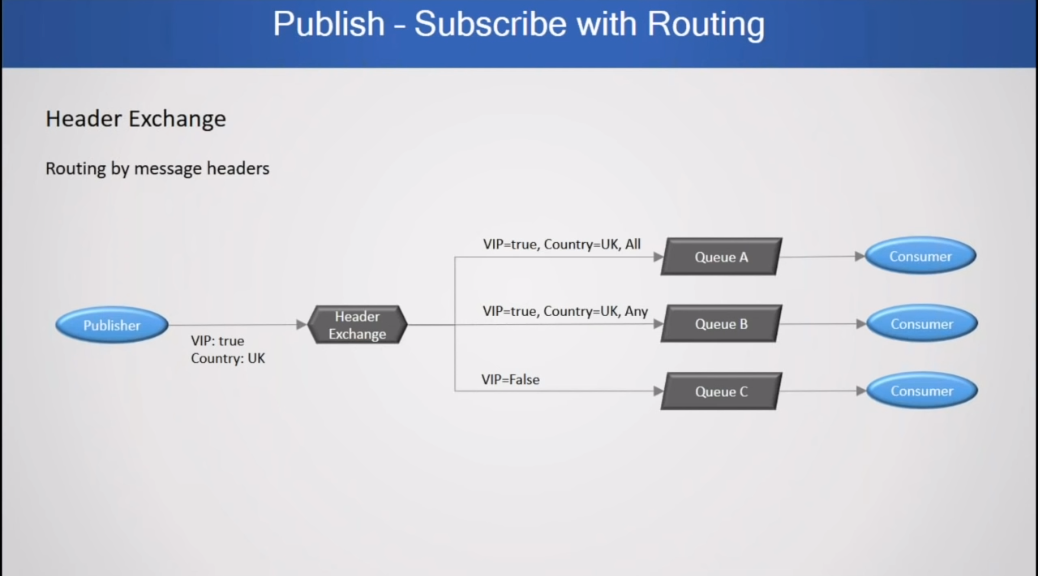 Publish - Subscribe with Routing
Header Exchange
Routing by message headers
VIP=true, Country=UK, All
Queue A
Consumer
Publisher
VIP: true
Country: UK
Header
Exchange
VIP=true, Country=UK, Any
Queue B
Consumer
VIP=False
Queue C
Consumer